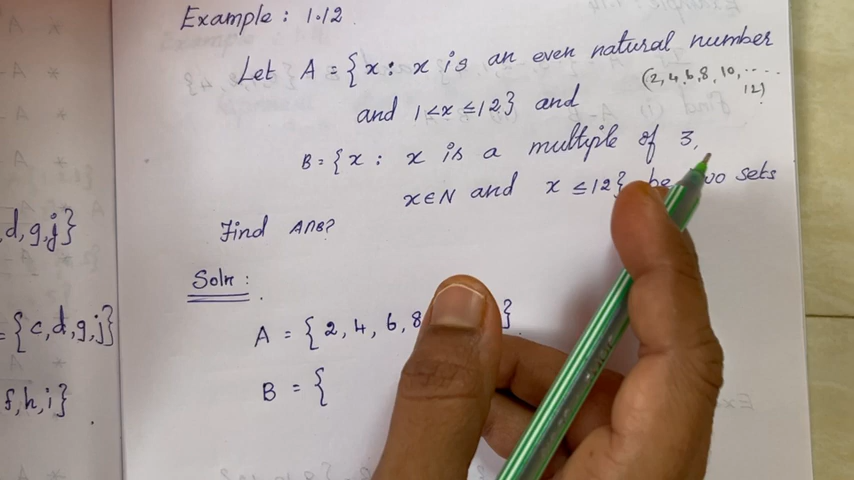 Example : 1.12.
Let A = {x : x is an even natural number
(2, 4, 6, 8, 10, .....
12)
and 1 < x ≤ 12} and
B = {x : x is a multiple of 3,
x ∈ N and x ≤ 12} be two sets
Find A∩B?
Soln :
A = { 2, 4, 6, 8 }.
B = {
, d, g, j}
= {c, d, g, j}
f, h, i}